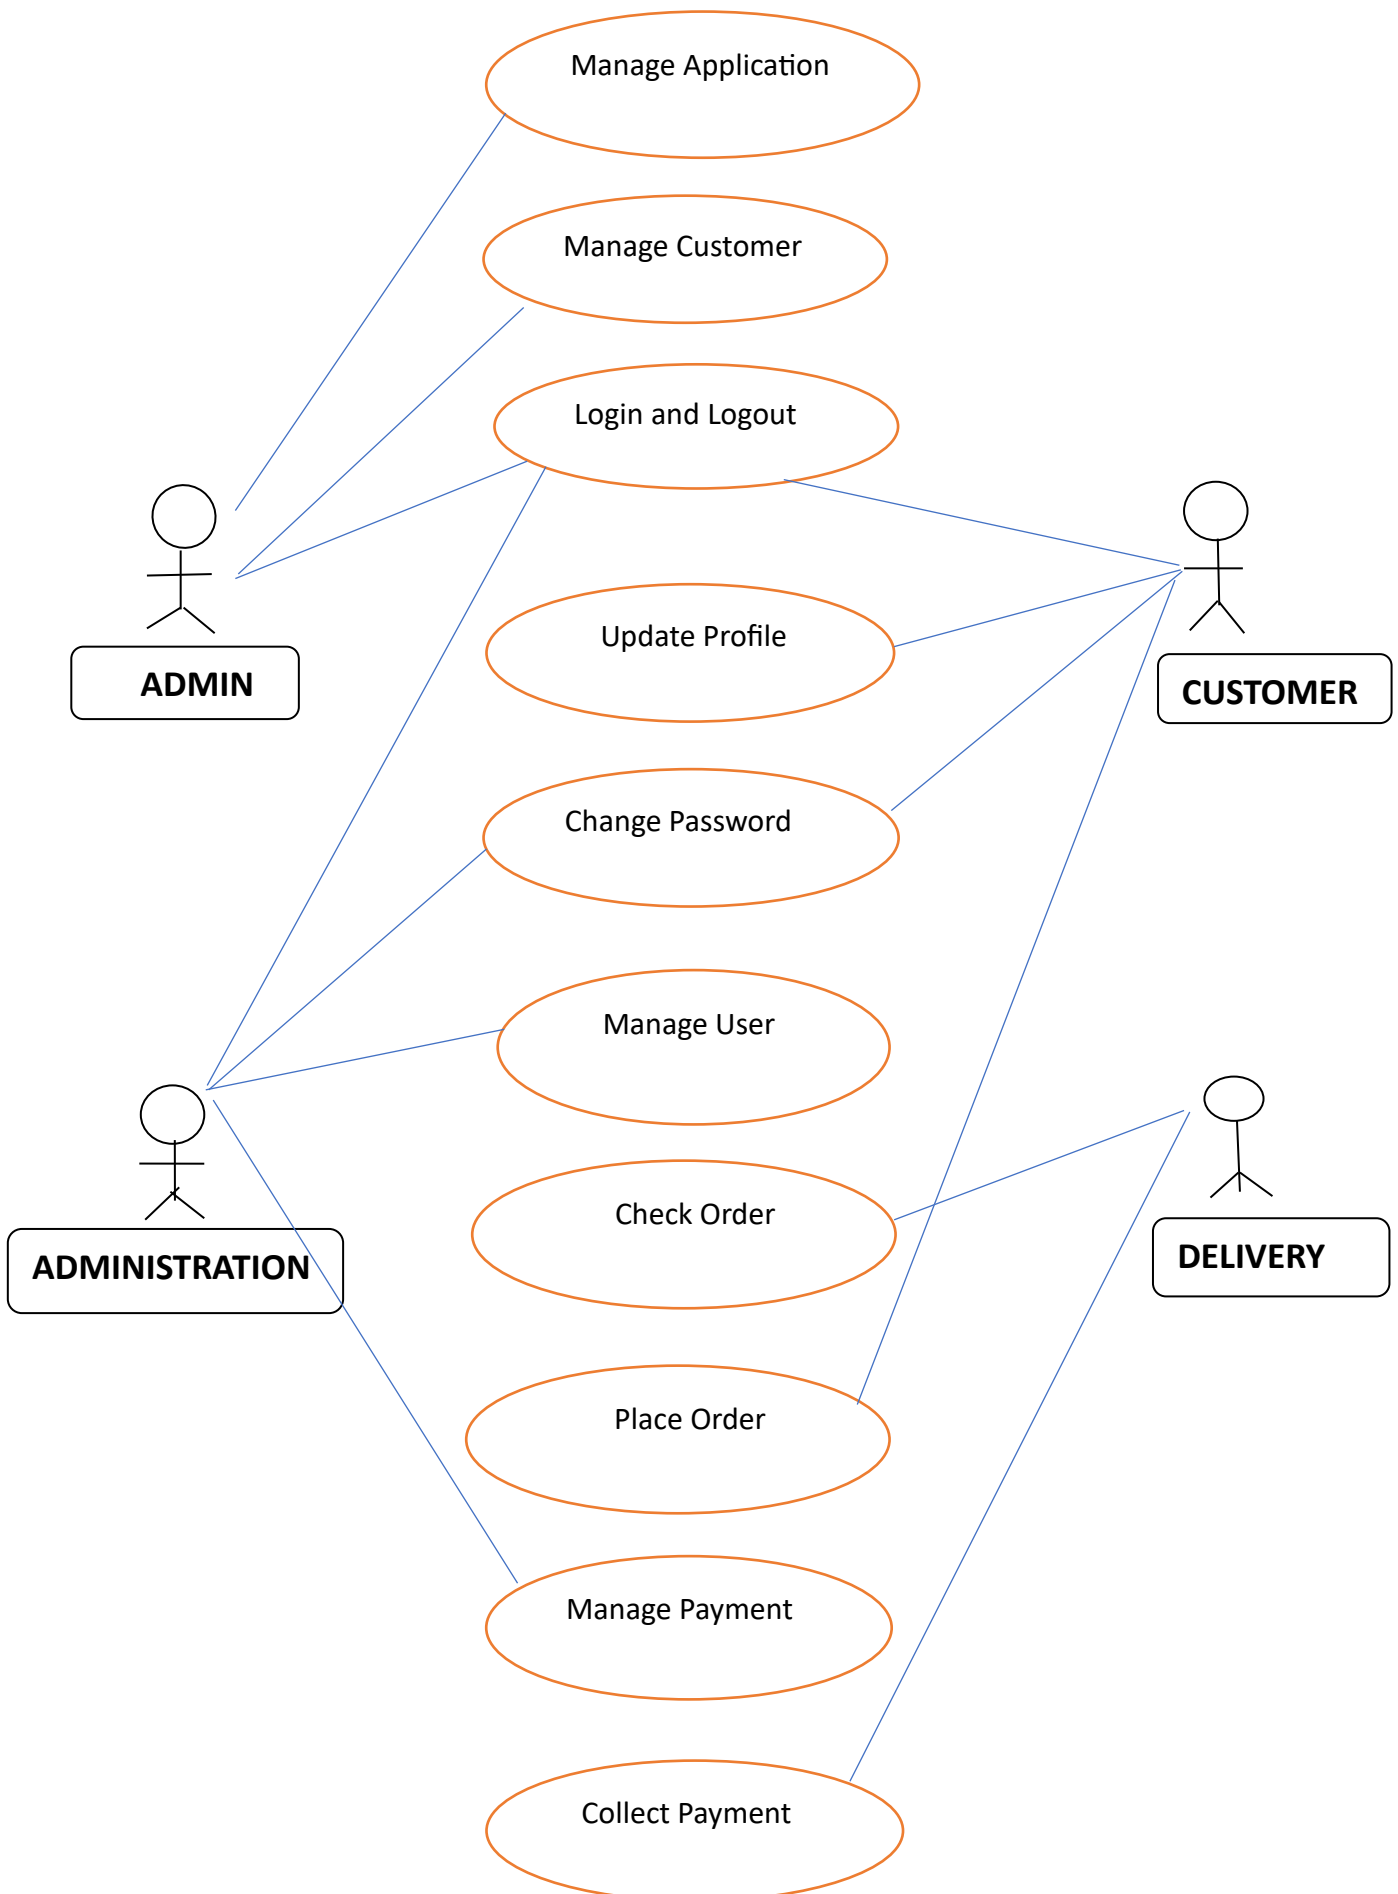 Manage Application
Manage Customer
Login and Logout
Update Profile
ADMIN
CUSTOMER
Change Password
Manage User
Check Order
ADMINISTRATION
DELIVERY
Place Order
Manage Payment
Collect Payment